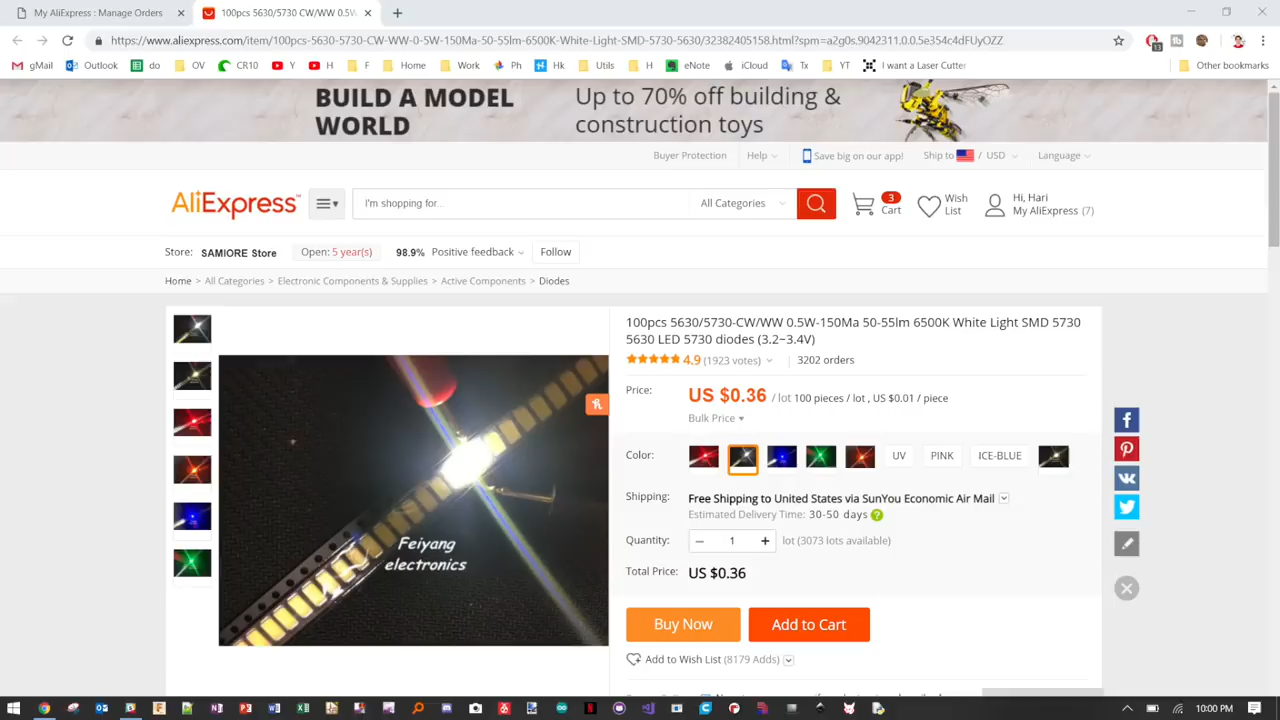 My AliExpress : Manage Orders
100pcs 5630/5730 CW/WW 0.5W
https://www.aliexpress.com/item/100pcs-5630-5730-CW-WW-0-5W-150Ma-50-55lm-6500K-White-Light-SMD-5730-5630/32382405158.html?spm=a2g0s.9042311.0.0.5e354c4dFUyOZZ
13
gMail Outlook do OV CR10 Y H F Home Work Ph Hk Utils H eNote iCloud Tx YT I want a Laser Cutter Other bookmarks
BUILD A MODEL
WORLD
Up to 70% off building &
construction toys
Buyer Protection Help Save big on our app! Ship to / USD Language
AliExpress™
I'm shopping for...
All Categories
3
Cart
Wish
List
Hi, Hari
My AliExpress (7)
Store: SAMIORE Store Open: 5 year(s) 98.9% Positive feedback Follow
Home > All Categories > Electronic Components & Supplies > Active Components > Diodes
Feiyang
electronics
100pcs 5630/5730-CW/WW 0.5W-150Ma 50-55lm 6500K White Light SMD 5730
5630 LED 5730 diodes (3.2~3.4V)
4.9 (1923 votes) 3202 orders
Price: US $0.36 / lot 100 pieces / lot , US $0.01 / piece
Bulk Price
Color: UV PINK ICE-BLUE
Shipping: Free Shipping to United States via SunYou Economic Air Mail
Estimated Delivery Time: 30-50 days ?
Quantity: − 1 + lot (3073 lots available)
Total Price: US $0.36
Buy Now Add to Cart
Add to Wish List (8179 Adds)
10:00 PM